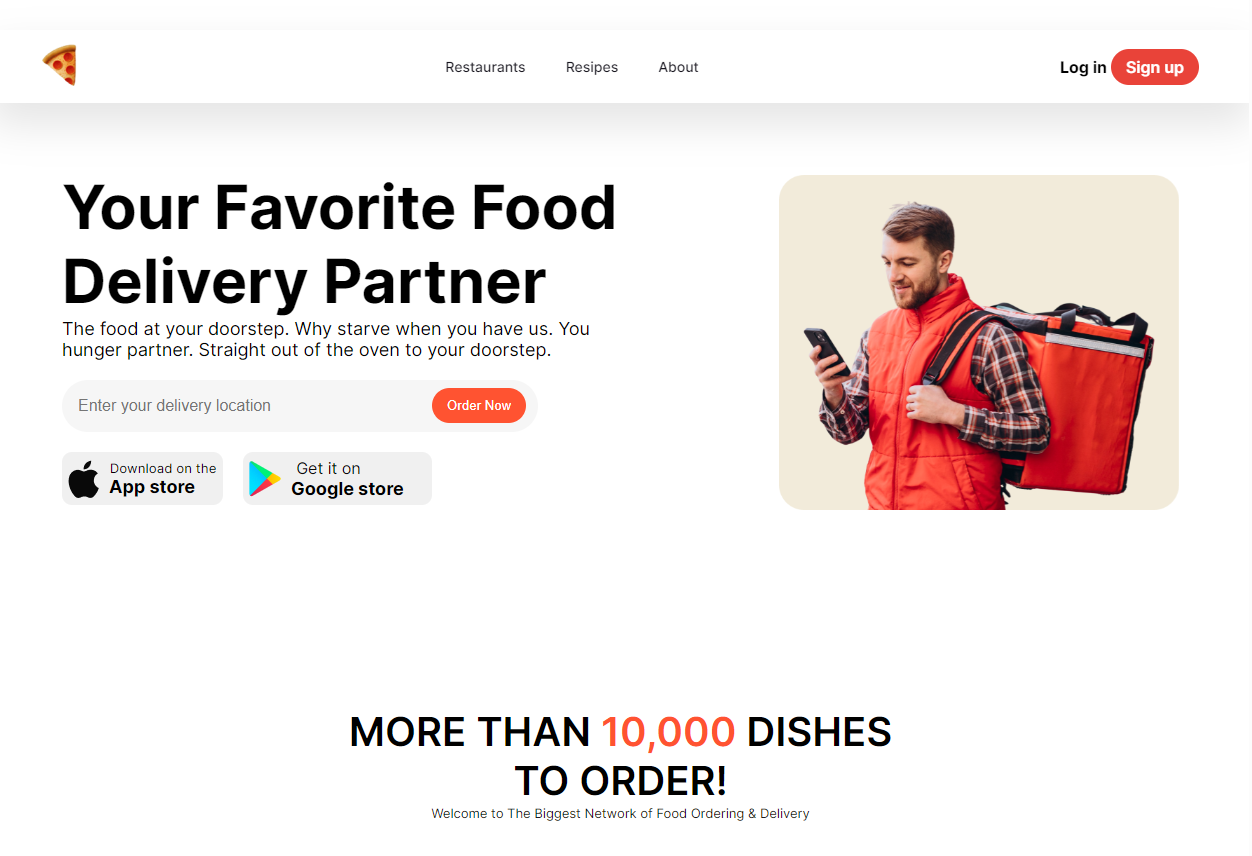 Restaurants Resipes About Log in Sign up
Your Favorite Food
Delivery Partner
The food at your doorstep. Why starve when you have us. You
hunger partner. Straight out of the oven to your doorstep.
Enter your delivery location Order Now
Download on the
App store
Get it on
Google store
MORE THAN 10,000 DISHES
TO ORDER!
Welcome to The Biggest Network of Food Ordering & Delivery